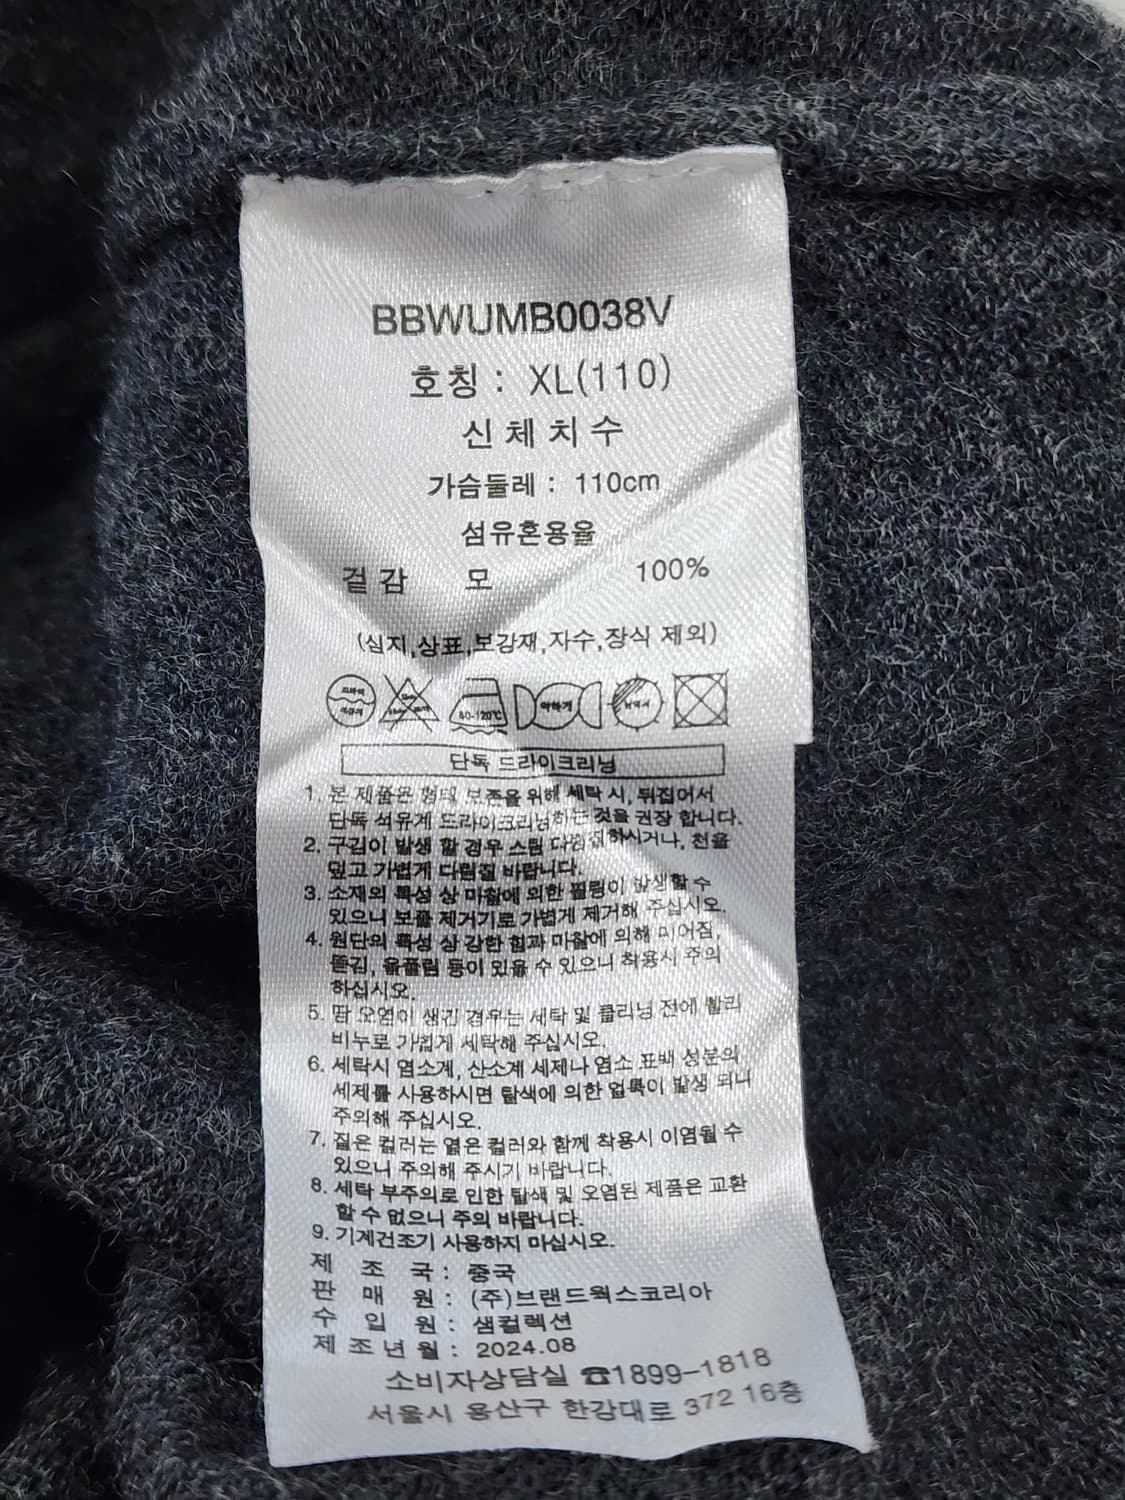 BBWUMB0038V
호칭 : XL(110)
신체치수
가슴둘레 : 110cm
섬유혼용율
겉감 모 100%
(심지,상표,보강재,자수,장식 제외)
80-120℃ 약하게
단독 드라이크리닝
1. 본 제품은 형태 보존을 위해 세탁 시, 뒤집어서
단독 석유계 드라이크리닝하는 것을 권장 합니다.
2. 구김이 발생 할 경우 스팀 다림질하시거나, 천을
덮고 가볍게 다림질 바랍니다.
3. 소재의 특성 상 마찰에 의한 필링이 발생할 수
있으니 보풀 제거기로 가볍게 제거해 주십시오.
4. 원단의 특성 상 강한 힘과 마찰에 의해 미어짐,
뜯김, 올풀림 등이 있을 수 있으니 착용시 주의
하십시오.
5. 땀 오염이 생긴 경우는 세탁 및 클리닝 전에 빨리
비누로 가볍게 세탁해 주십시오.
6. 세탁시 염소계, 산소계 세제나 염소 표백 성분의
세제를 사용하시면 탈색에 의한 얼룩이 발생 되니
주의해 주십시오.
7. 짙은 컬러는 옅은 컬러와 함께 착용시 이염될 수
있으니 주의해 주시기 바랍니다.
8. 세탁 부주의로 인한 탈색 및 오염된 제품은 교환
할 수 없으니 주의 바랍니다.
9. 기계건조기 사용하지 마십시오.
제 조 국 : 중국
판 매 원 : (주)브랜드웍스코리아
수 입 원 : 샘컬렉션
제조년월 : 2024.08
소비자상담실 ☎1899-1818
서울시 용산구 한강대로 372 16층